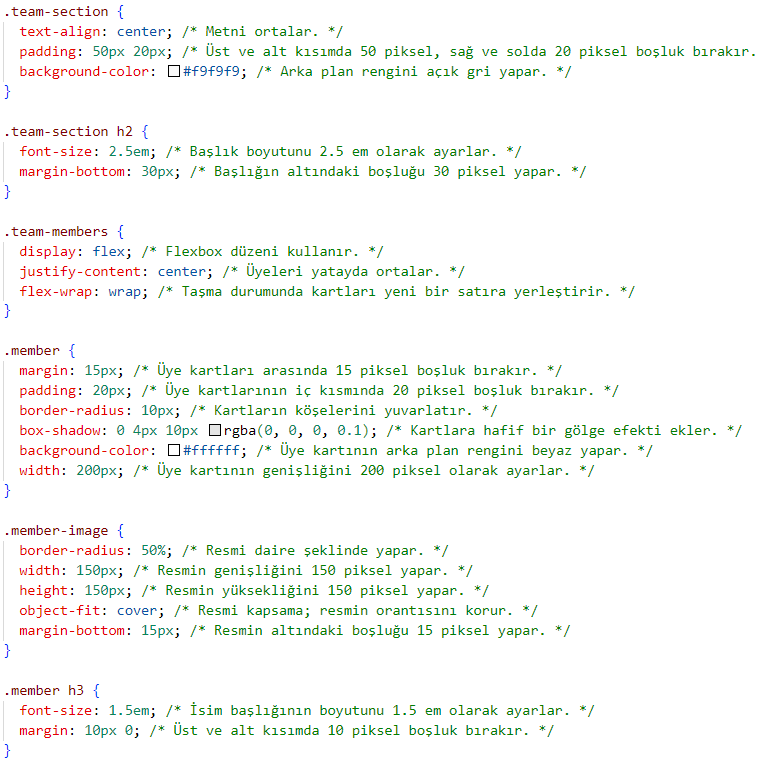 .team-section {
text-align: center; /* Metni ortalar. */
padding: 50px 20px; /* Üst ve alt kısımda 50 piksel, sağ ve solda 20 piksel boşluk bırakır.
background-color: #f9f9f9; /* Arka plan rengini açık gri yapar. */
}
.team-section h2 {
font-size: 2.5em; /* Başlık boyutunu 2.5 em olarak ayarlar. */
margin-bottom: 30px; /* Başlığın altındaki boşluğu 30 piksel yapar. */
}
.team-members {
display: flex; /* Flexbox düzeni kullanır. */
justify-content: center; /* Üyeleri yatayda ortalar. */
flex-wrap: wrap; /* Taşma durumunda kartları yeni bir satıra yerleştirir. */
}
.member {
margin: 15px; /* Üye kartları arasında 15 piksel boşluk bırakır. */
padding: 20px; /* Üye kartlarının iç kısmında 20 piksel boşluk bırakır. */
border-radius: 10px; /* Kartların köşelerini yuvarlatır. */
box-shadow: 0 4px 10px rgba(0, 0, 0, 0.1); /* Kartlara hafif bir gölge efekti ekler. */
background-color: #ffffff; /* Üye kartının arka plan rengini beyaz yapar. */
width: 200px; /* Üye kartının genişliğini 200 piksel olarak ayarlar. */
}
.member-image {
border-radius: 50%; /* Resmi daire şeklinde yapar. */
width: 150px; /* Resmin genişliğini 150 piksel yapar. */
height: 150px; /* Resmin yüksekliğini 150 piksel yapar. */
object-fit: cover; /* Resmi kapsama; resmin orantısını korur. */
margin-bottom: 15px; /* Resmin altındaki boşluğu 15 piksel yapar. */
}
.member h3 {
font-size: 1.5em; /* İsim başlığının boyutunu 1.5 em olarak ayarlar. */
margin: 10px 0; /* Üst ve alt kısımda 10 piksel boşluk bırakır. */
}